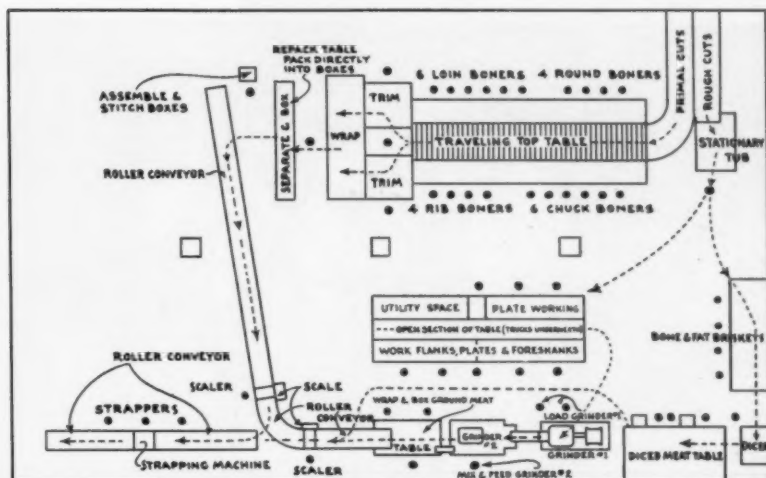 REPACK TABLE
PACK DIRECTLY
INTO BOXES
ASSEMBLE &
STITCH BOXES
6 LOIN BONERS
4 ROUND BONERS
PRIMAL CUTS
ROUGH CUTS
TRIM
SEPARATE & BOX
WRAP
TRAVELING TOP TABLE
STATIONARY
TUB
TRIM
ROLLER CONVEYOR
4 RIB BONERS
6 CHUCK BONERS
UTILITY SPACE
PLATE WORKING
OPEN SECTION OF TABLE (TRUCKS UNDERNEATH)
WORK FLANKS, PLATES & FORESHANKS
BONE & FAT BRISKETS
ROLLER CONVEYOR
SCALER
SCALE
STRAPPERS
ROLLER
CONVEYOR
WRAP & BOX GROUND MEAT
LOAD GRINDER #1
GRINDER
#2
GRINDER #1
TABLE
DICED MEAT TABLE
STRAPPING MACHINE
SCALER
MIX & FEED GRINDER #2